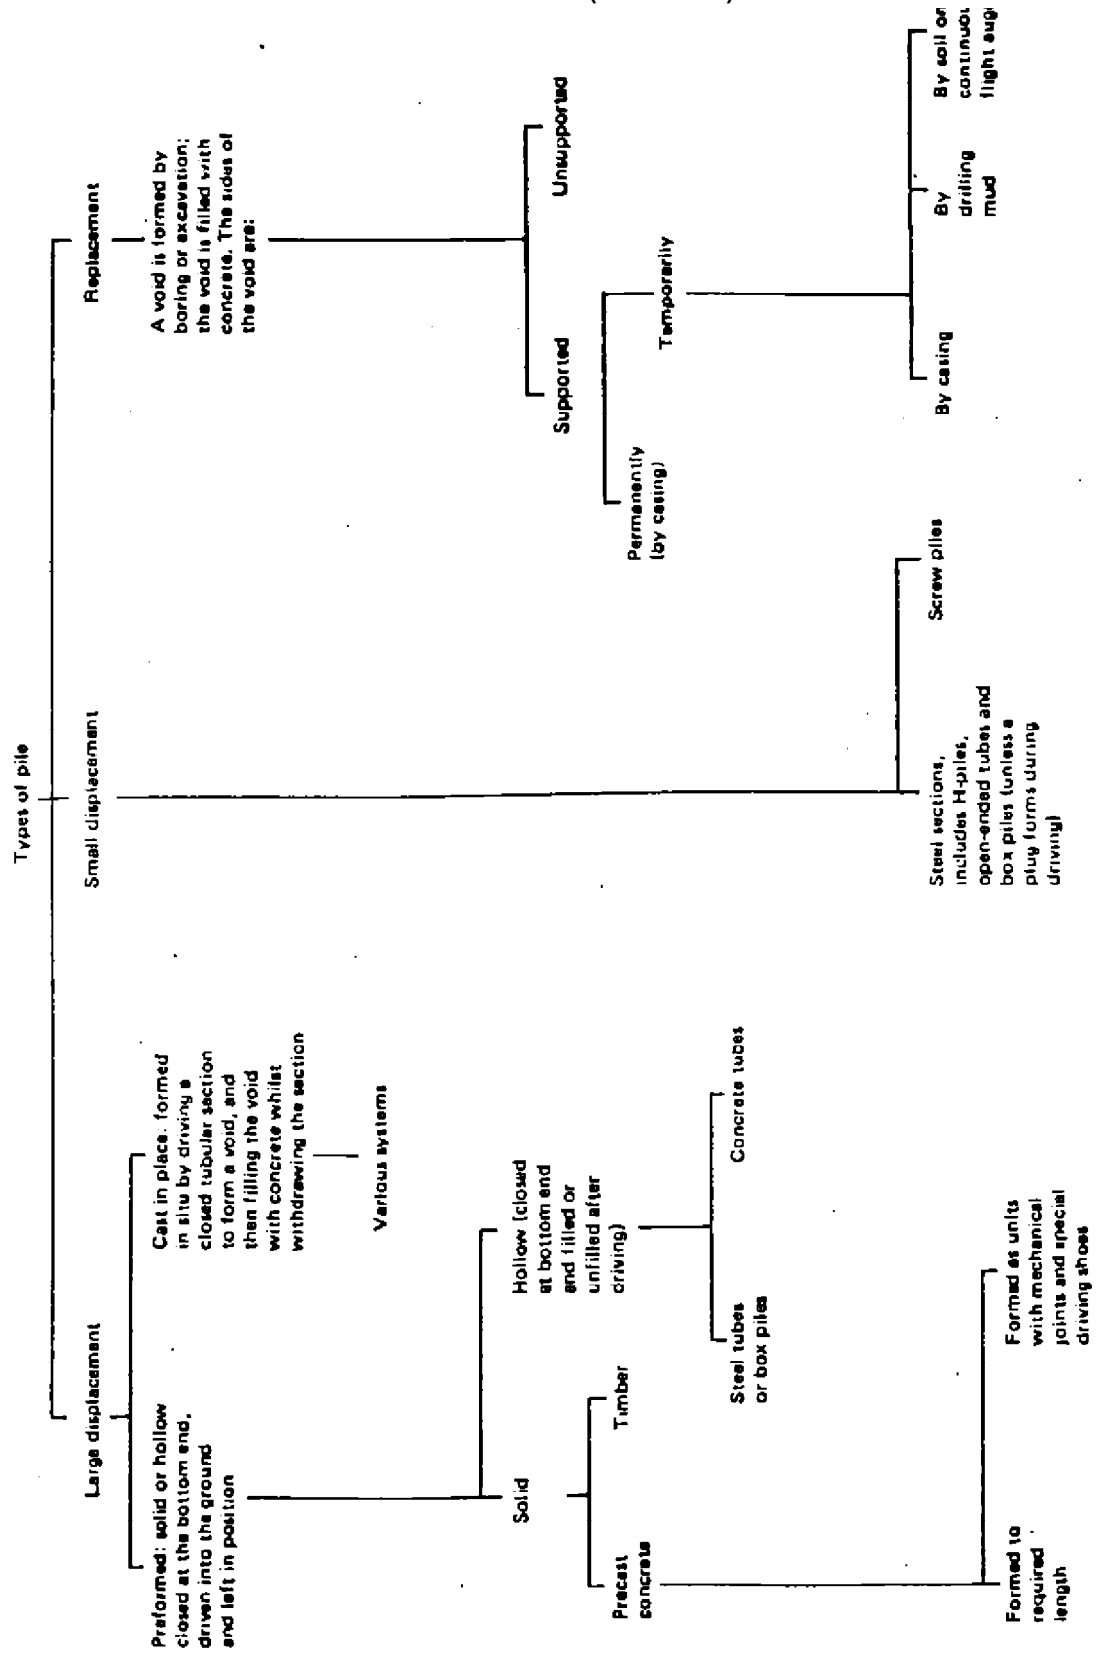 Types of pile
Large displacement
Small displacement
Replacement
Preformed: solid or hollow
closed at the bottom end,
driven into the ground
and left in position
Cast in place: formed
in situ by driving a
closed tubular section
to form a void, and
then filling the void
with concrete whilst
withdrawing the section
Various systems
A void is formed by
boring or excavation;
the void is filled with
concrete. The sides of
the void are:
Solid
Hollow (closed
at bottom end
and filled or
unfilled after
driving)
Supported
Unsupported
Precast
concrete
Timber
Steel tubes
or box piles
Concrete tubes
Permanently
(by casing)
Temporarily
Formed to
required
length
Formed as units
with mechanical
joints and special
driving shoes
Steel sections,
includes H-piles,
open-ended tubes and
box piles (unless a
plug forms during
driving)
Screw piles
By casing
By
drilling
mud
By soil on
continuou
flight aug